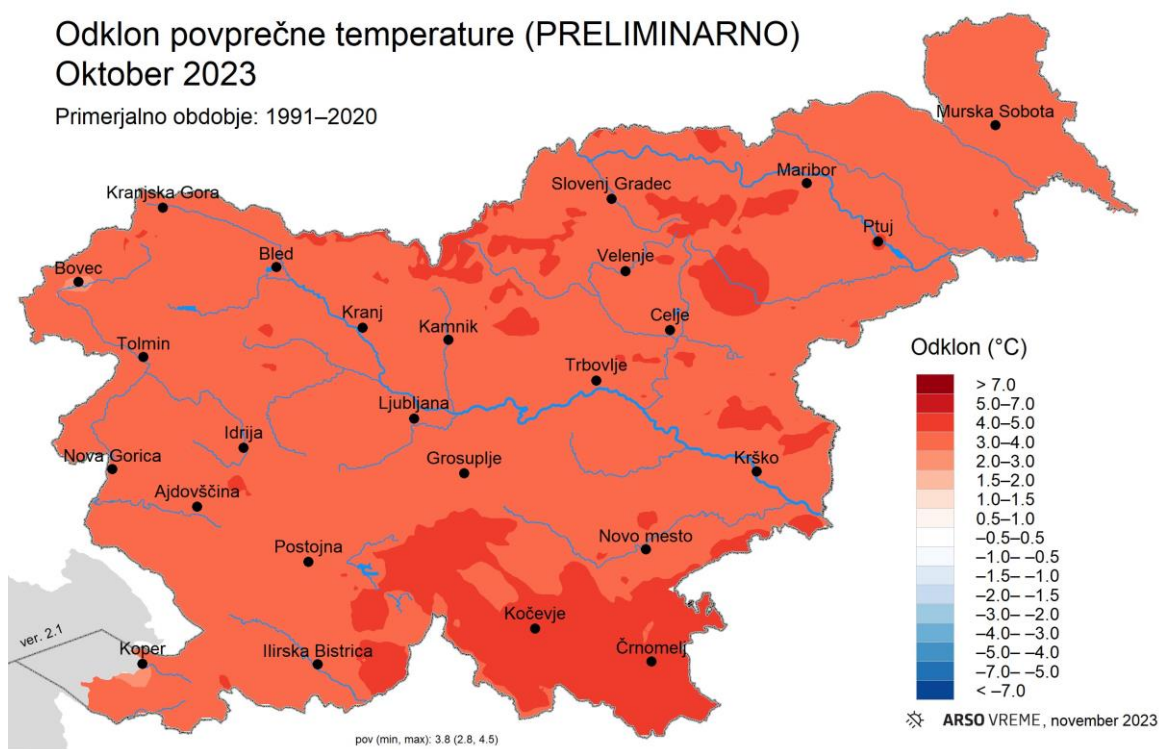 Odklon povprečne temperature (PRELIMINARNO)
Oktober 2023
Primerjalno obdobje: 1991–2020
Murska Sobota
Maribor
Slovenj Gradec
Kranjska Gora
Ptuj
Bled
Velenje
Bovec
Kranj
Kamnik
Celje
Tolmin
Trbovlje
Ljubljana
Idrija
Nova Gorica
Grosuplje
Krško
Ajdovščina
Novo mesto
Postojna
Kočevje
Koper
Ilirska Bistrica
Črnomelj
ver. 2.1
Odklon (°C)
> 7.0
5.0–7.0
4.0–5.0
3.0–4.0
2.0–3.0
1.5–2.0
1.0–1.5
0.5–1.0
–0.5–0.5
–1.0– –0.5
–1.5– –1.0
–2.0– –1.5
–3.0– –2.0
–4.0– –3.0
–5.0– –4.0
–7.0– –5.0
< –7.0
ARSO VREME, november 2023
pov (min, max): 3.8 (2.8, 4.5)